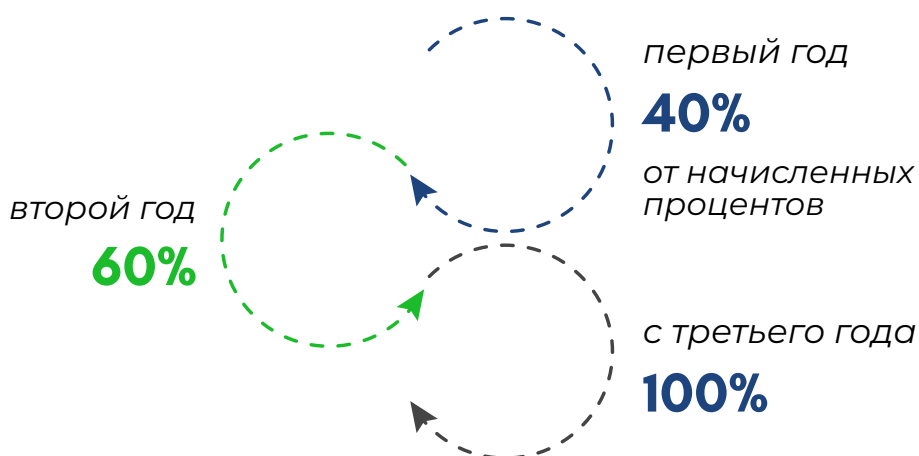 первый год
40%
от начисленных
процентов
второй год
60%
с третьего года
100%